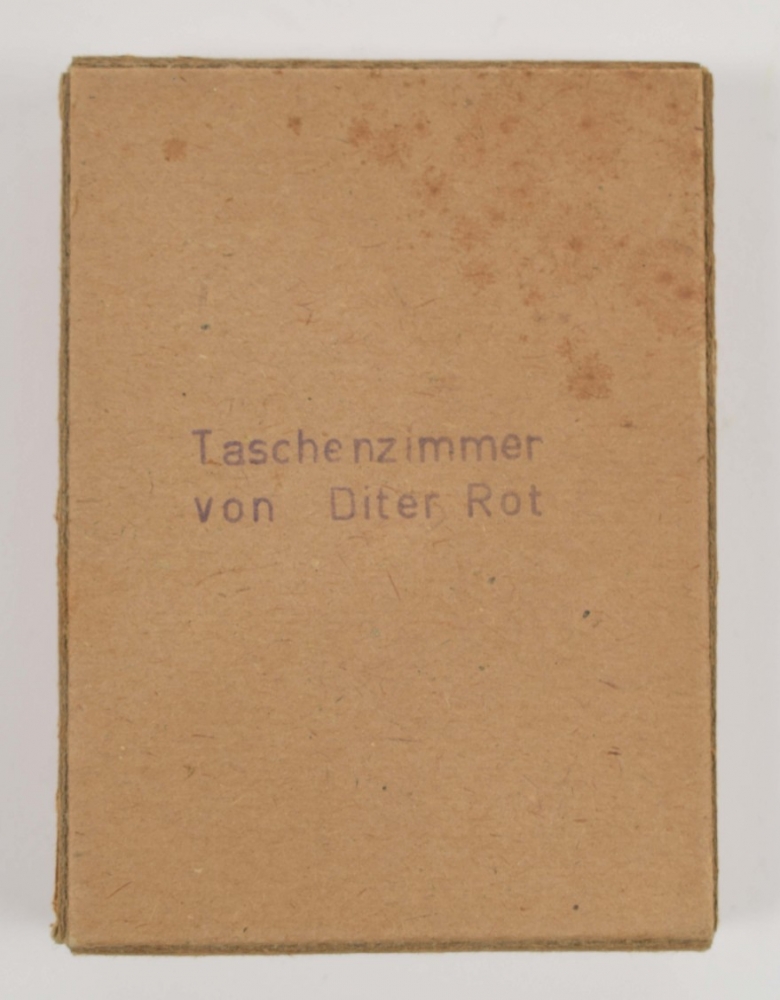 Taschenzimmer
von Diter Rot